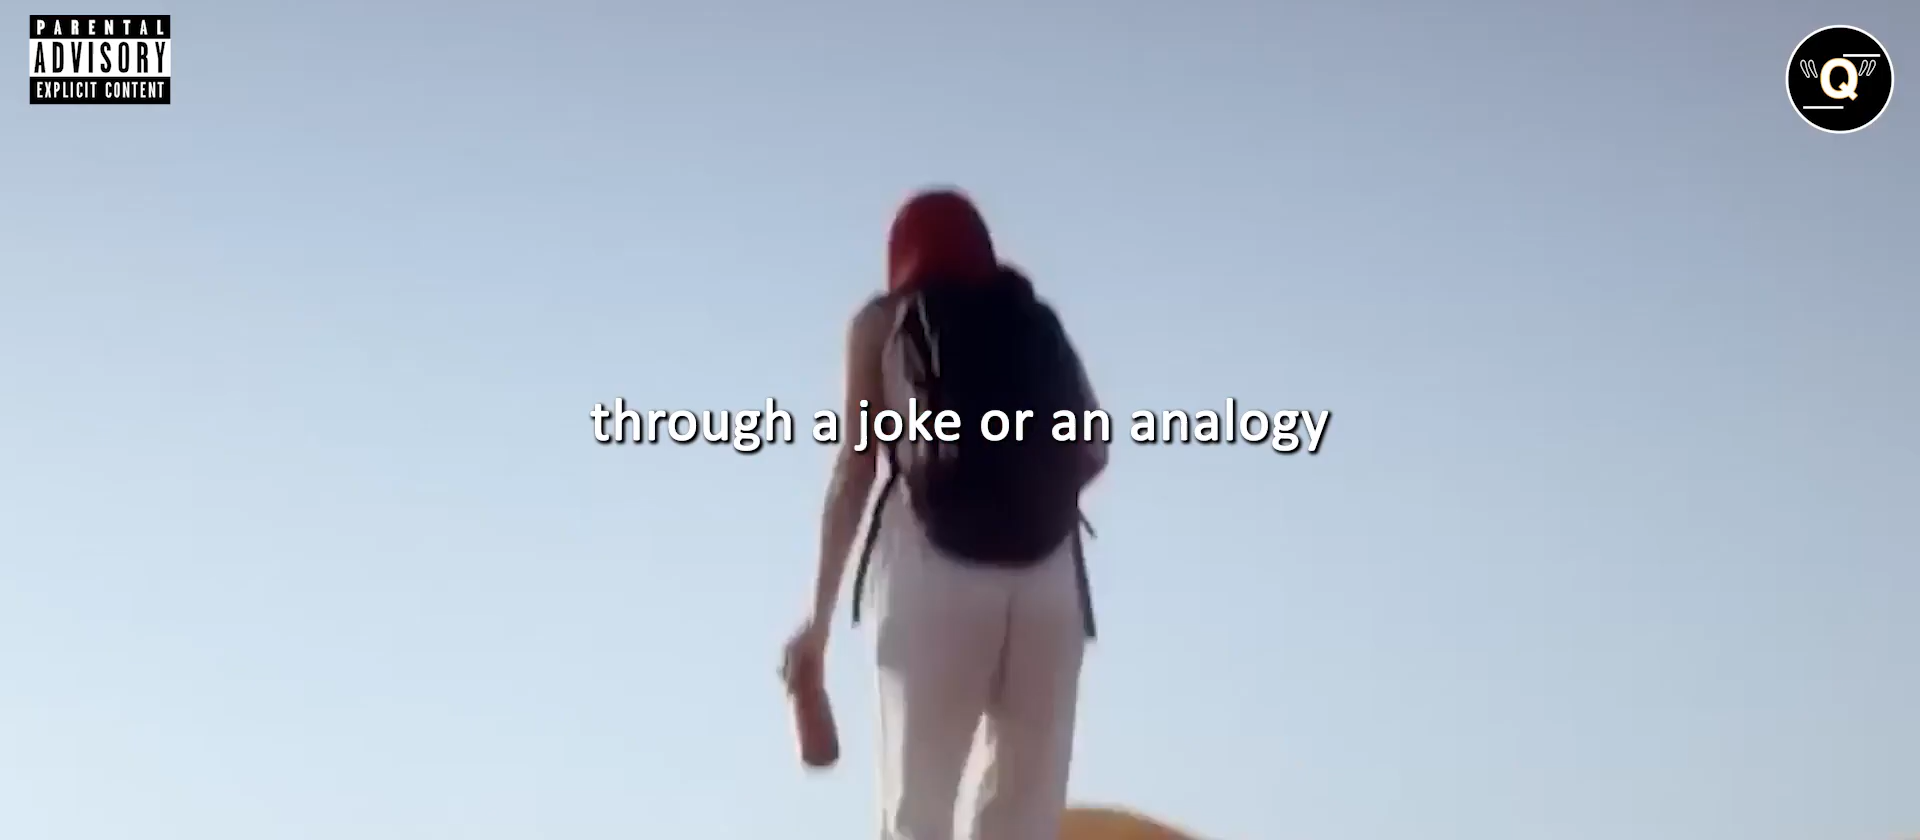 PARENTAL
ADVISORY
EXPLICIT CONTENT
"Q"
through a joke or an analogy